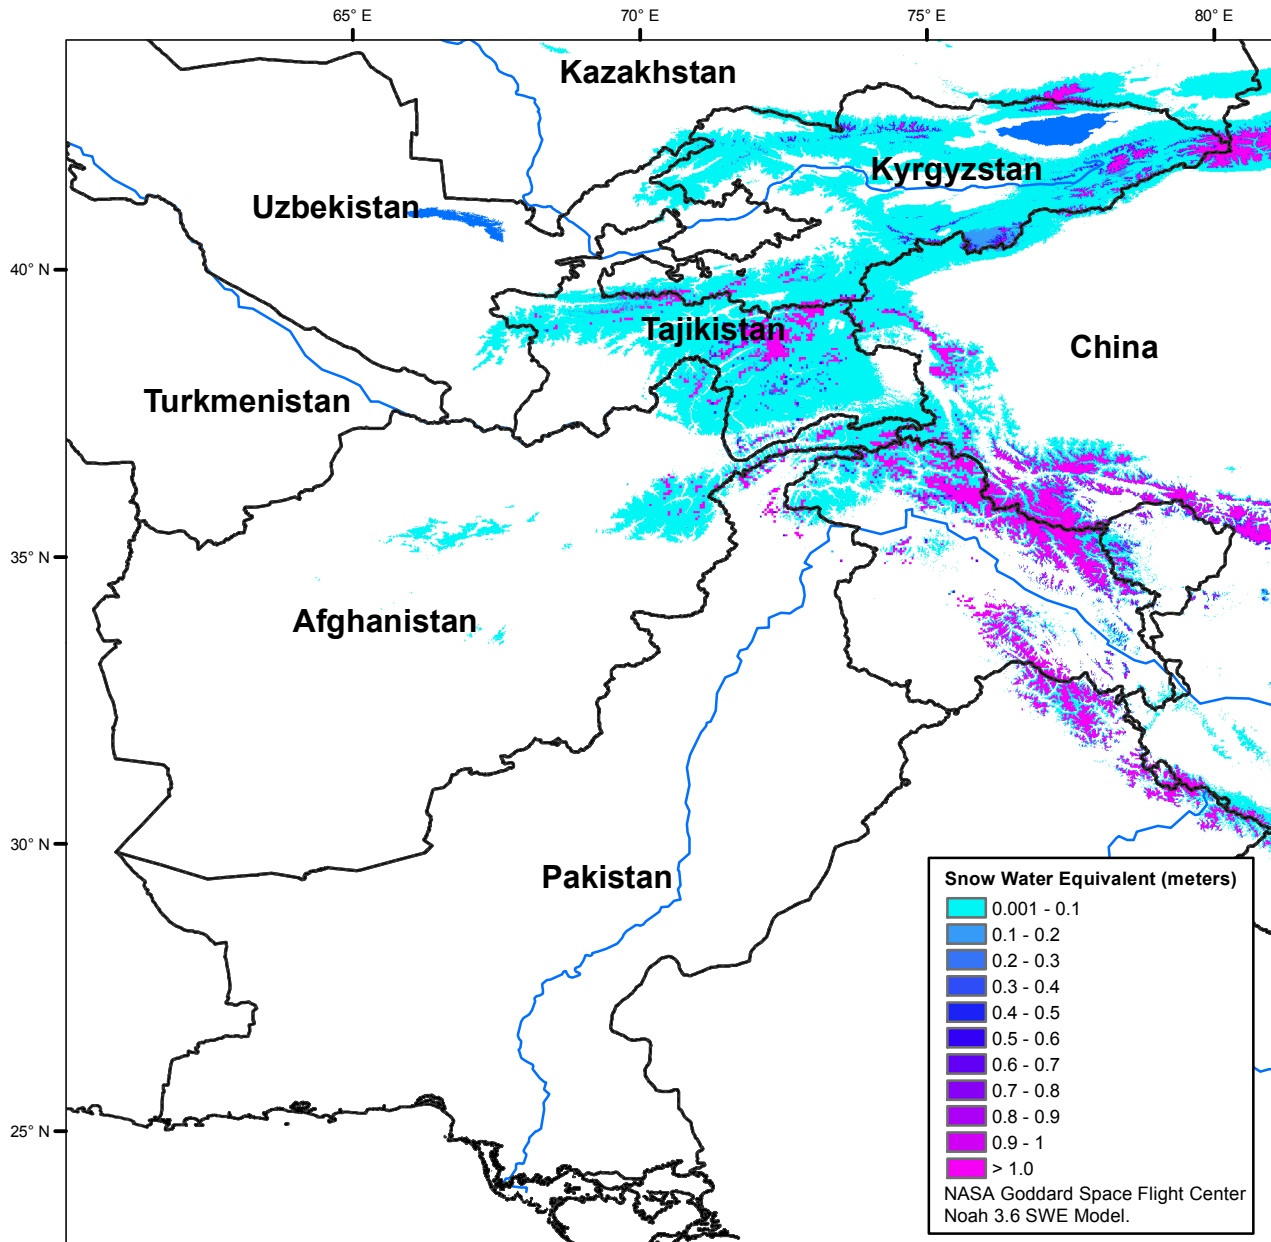 65° E
70° E
75° E
80° E
Kazakhstan
Kyrgyzstan
Uzbekistan
40° N
Tajikistan
China
Turkmenistan
35° N
Afghanistan
30° N
Pakistan
25° N
Snow Water Equivalent (meters)
0.001 - 0.1
0.1 - 0.2
0.2 - 0.3
0.3 - 0.4
0.4 - 0.5
0.5 - 0.6
0.6 - 0.7
0.7 - 0.8
0.8 - 0.9
0.9 - 1
> 1.0
NASA Goddard Space Flight Center
Noah 3.6 SWE Model.